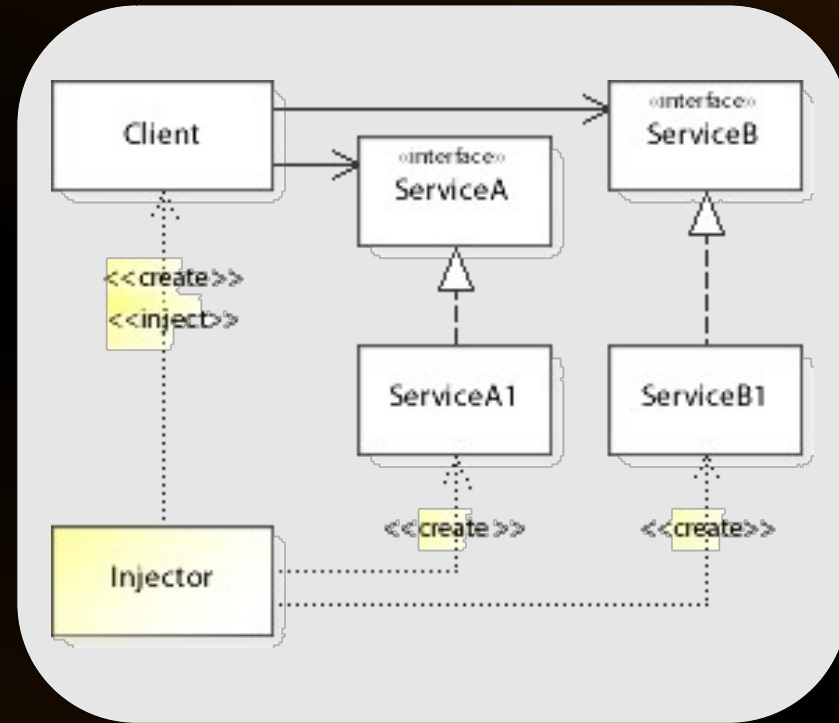 Client
«interface»
ServiceB
«interface»
ServiceA
<<create>>
<<inject>>
ServiceA1
ServiceB1
<<create>>
<<create>>
Injector